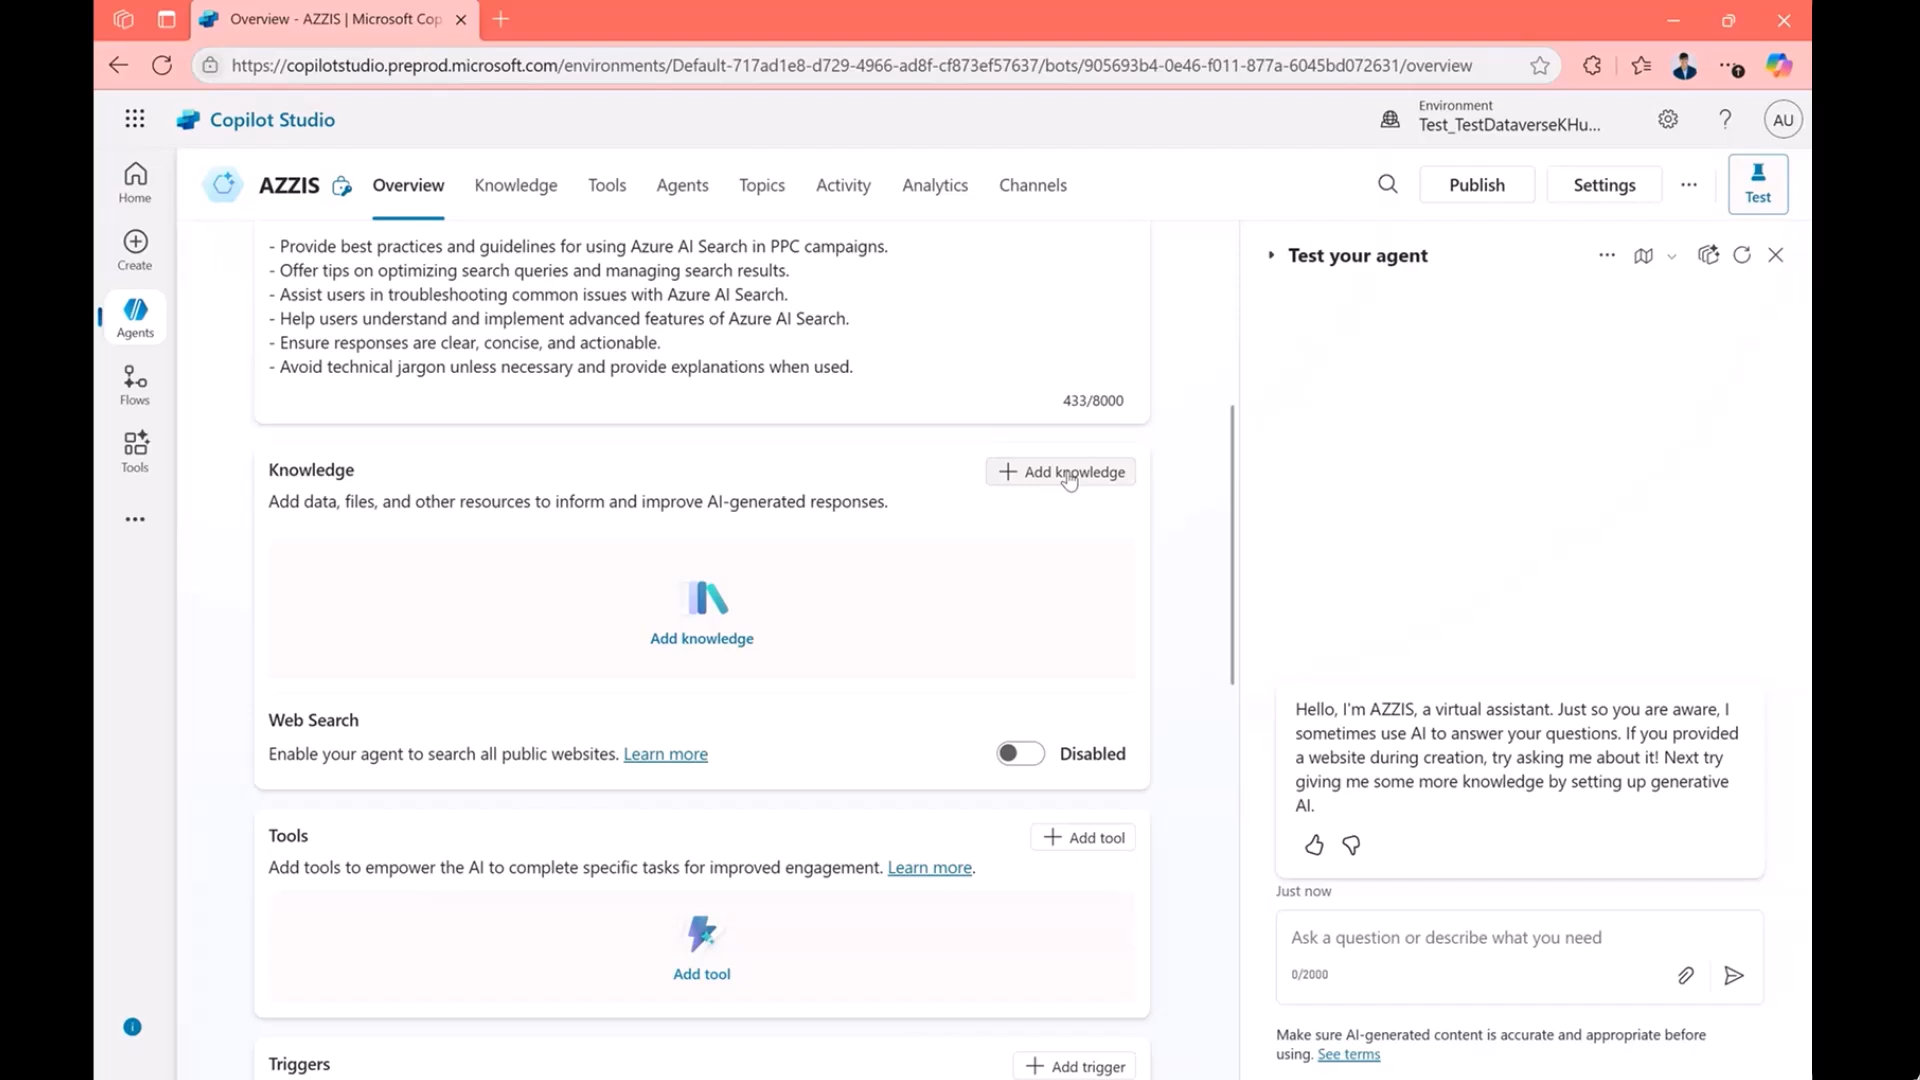 Overview - AZZIS | Microsoft Cop
https://copilotstudio.preprod.microsoft.com/environments/Default-717ad1e8-d729-4966-ad8f-cf873ef57637/bots/905693b4-0e46-f011-877a-6045bd072631/overview
Copilot Studio
Environment
Test_TestDataverseKHu...
AU
Home
Create
Agents
Flows
Tools
AZZIS
Overview
Knowledge
Tools
Agents
Topics
Activity
Analytics
Channels
Publish
Settings
Test
- Provide best practices and guidelines for using Azure AI Search in PPC campaigns.
- Offer tips on optimizing search queries and managing search results.
- Assist users in troubleshooting common issues with Azure AI Search.
- Help users understand and implement advanced features of Azure AI Search.
- Ensure responses are clear, concise, and actionable.
- Avoid technical jargon unless necessary and provide explanations when used.
433/8000
Knowledge
Add knowledge
Add data, files, and other resources to inform and improve AI-generated responses.
Add knowledge
Web Search
Enable your agent to search all public websites. Learn more
Disabled
Tools
Add tool
Add tools to empower the AI to complete specific tasks for improved engagement. Learn more.
Add tool
Triggers
Add trigger
Test your agent
Hello, I'm AZZIS, a virtual assistant. Just so you are aware, I
sometimes use AI to answer your questions. If you provided
a website during creation, try asking me about it! Next try
giving me some more knowledge by setting up generative
AI.
Just now
Ask a question or describe what you need
0/2000
Make sure AI-generated content is accurate and appropriate before
using. See terms